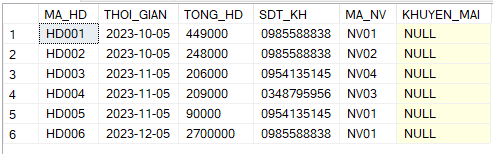 MA_HD THOI_GIAN TONG_HD SDT_KH MA_NV KHUYEN_MAI
1 HD001 2023-10-05 449000 0985588838 NV01 NULL
2 HD002 2023-10-05 248000 0985588838 NV01 NULL
3 HD003 2023-11-05 206000 0954135145 NV04 NULL
4 HD004 2023-11-05 209000 0348795956 NV03 NULL
5 HD005 2023-11-05 90000 0954135145 NV01 NULL
6 HD006 2023-12-05 2700000 0985588838 NV01 NULL